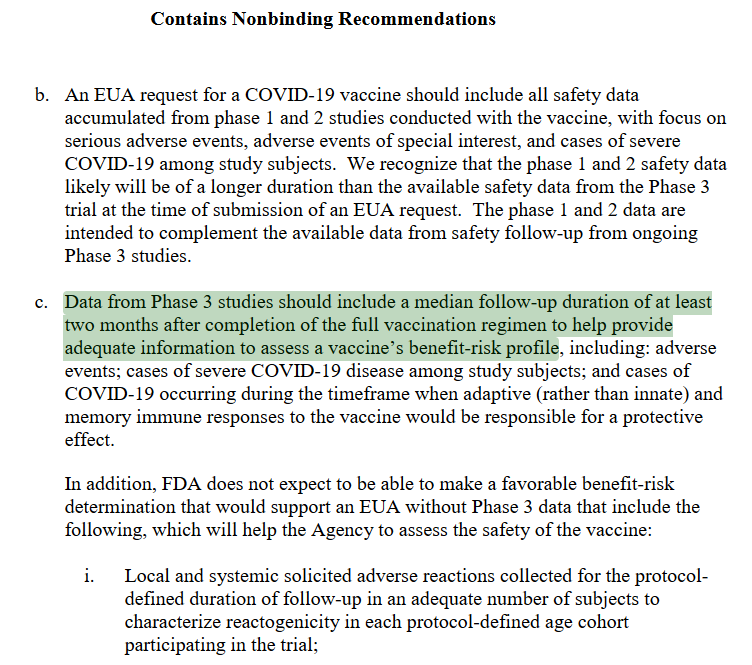 Contains Nonbinding Recommendations
b. An EUA request for a COVID-19 vaccine should include all safety data
accumulated from phase 1 and 2 studies conducted with the vaccine, with focus on
serious adverse events, adverse events of special interest, and cases of severe
COVID-19 among study subjects. We recognize that the phase 1 and 2 safety data
likely will be of a longer duration than the available safety data from the Phase 3
trial at the time of submission of an EUA request. The phase 1 and 2 data are
intended to complement the available data from safety follow-up from ongoing
Phase 3 studies.
c. Data from Phase 3 studies should include a median follow-up duration of at least
two months after completion of the full vaccination regimen to help provide
adequate information to assess a vaccine’s benefit-risk profile, including: adverse
events; cases of severe COVID-19 disease among study subjects; and cases of
COVID-19 occurring during the timeframe when adaptive (rather than innate) and
memory immune responses to the vaccine would be responsible for a protective
effect.
In addition, FDA does not expect to be able to make a favorable benefit-risk
determination that would support an EUA without Phase 3 data that include the
following, which will help the Agency to assess the safety of the vaccine:
i. Local and systemic solicited adverse reactions collected for the protocol-
defined duration of follow-up in an adequate number of subjects to
characterize reactogenicity in each protocol-defined age cohort
participating in the trial;